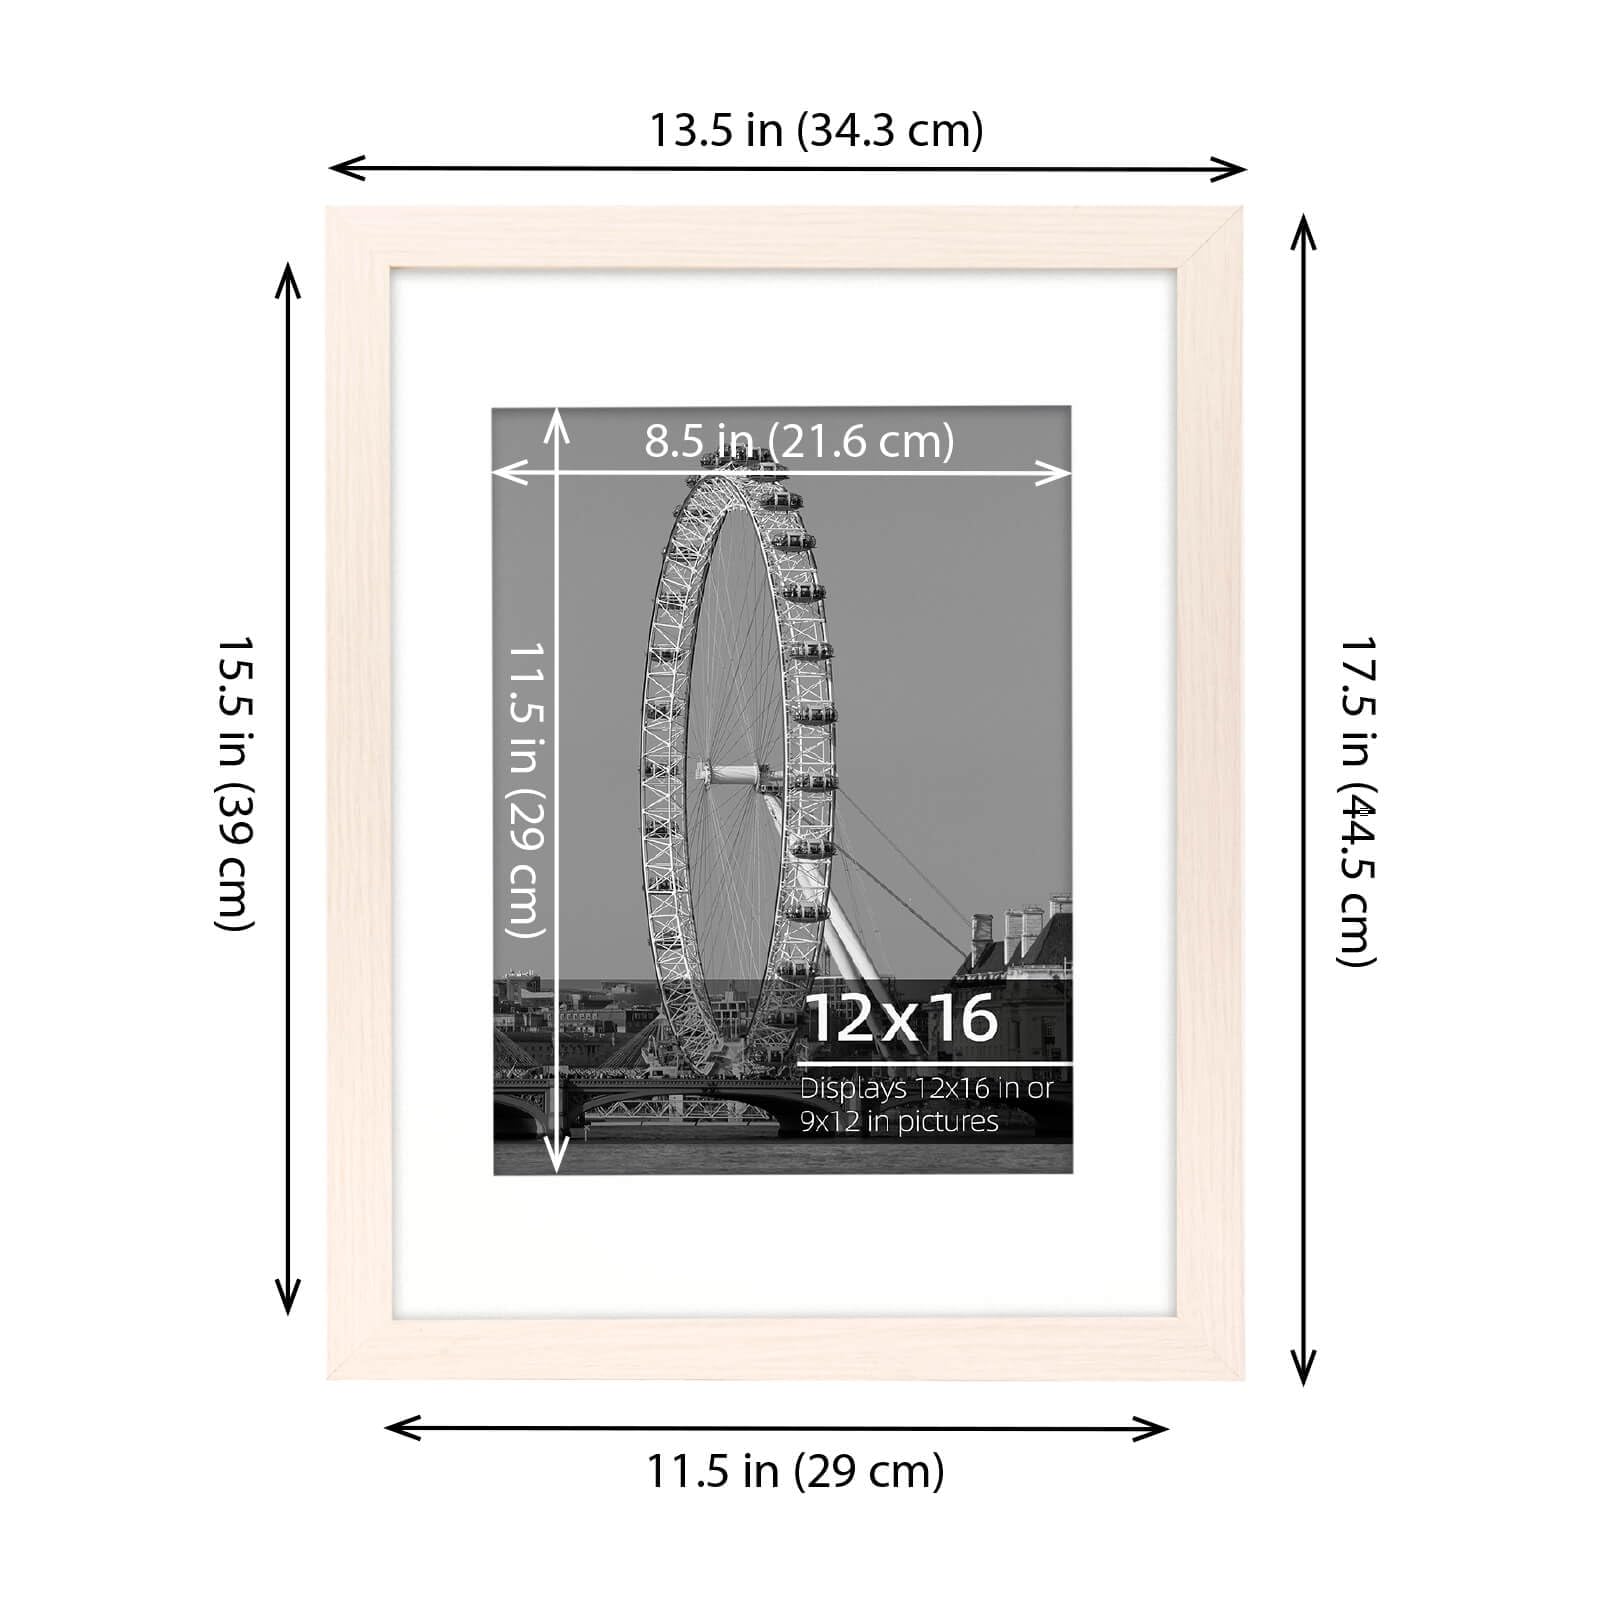 13.5 in (34.3 cm)
8.5 in (21.6 cm)
15.5 in (39 cm)
11.5 in (29 cm)
17.5 in (44.5 cm)
12x16
Displays 12x16 in or
9x12 in pictures
11.5 in (29 cm)